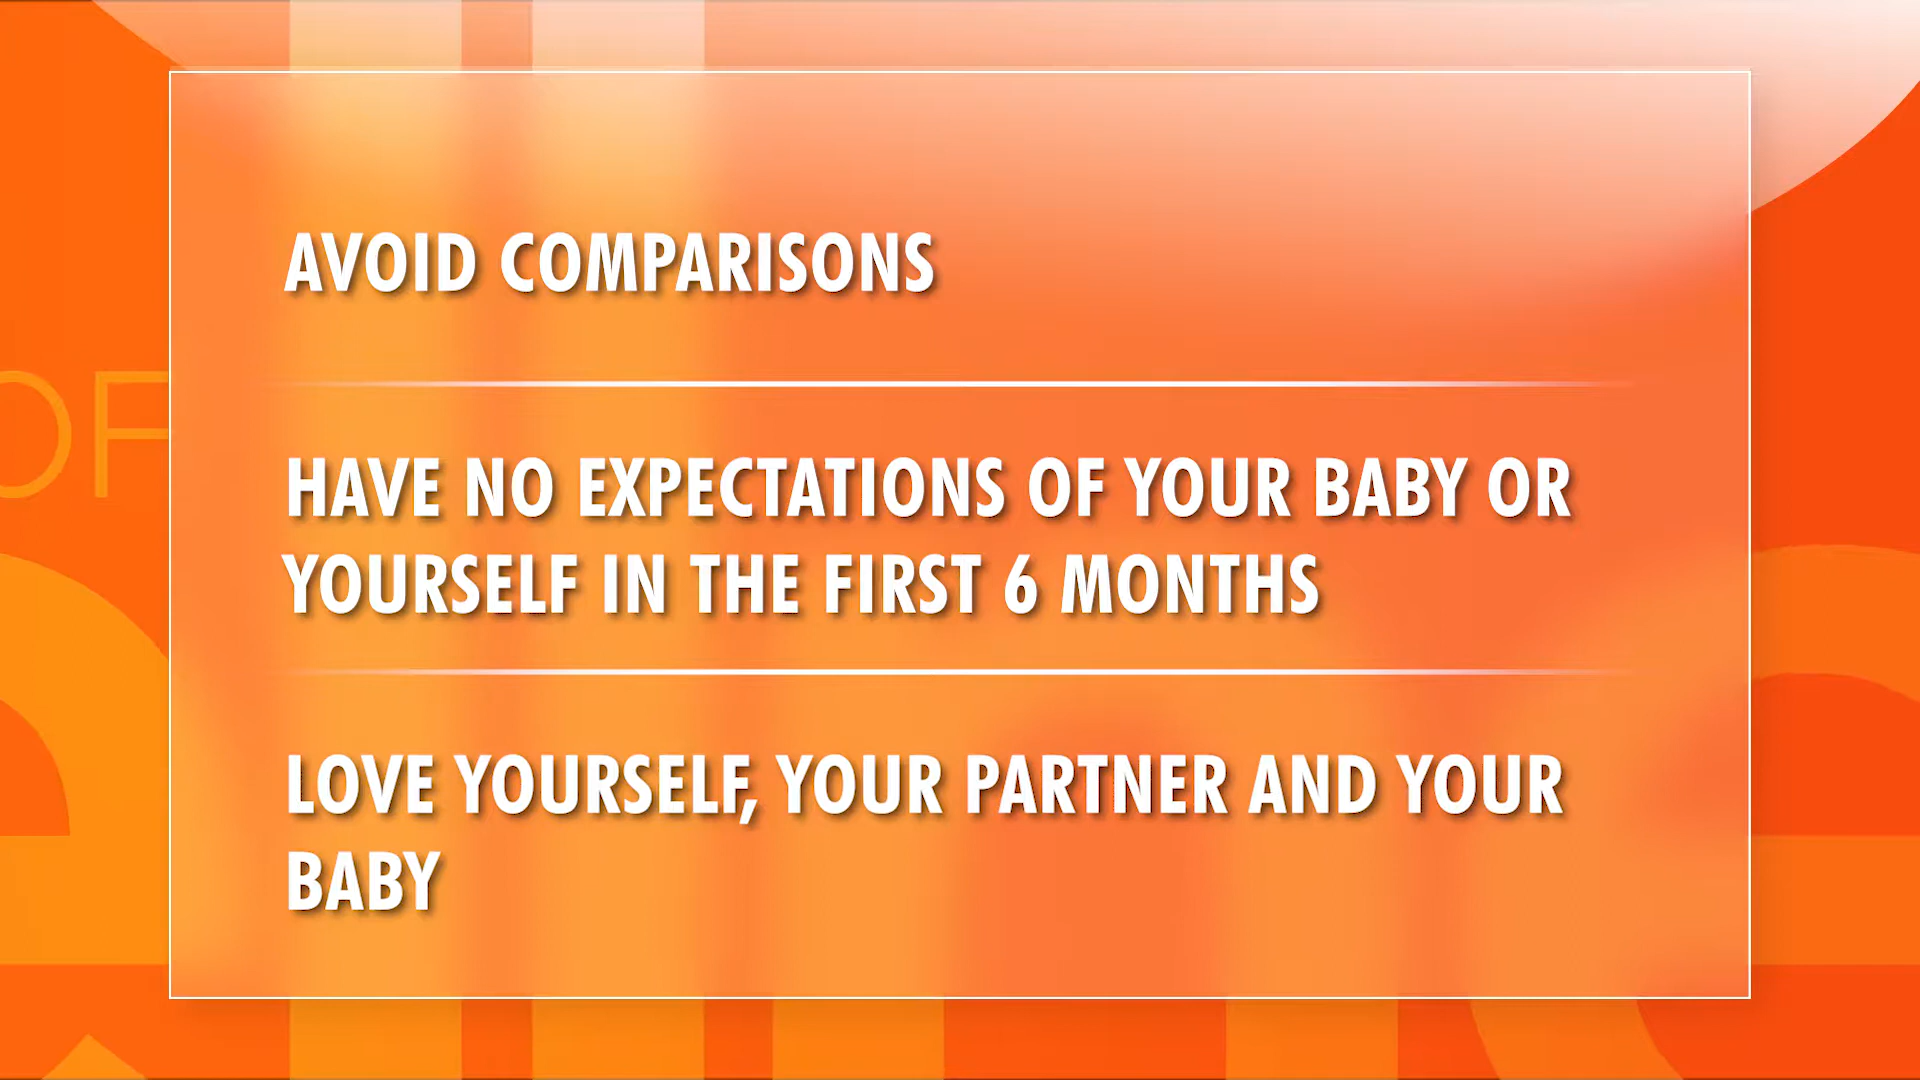 AVOID COMPARISONS
OF
HAVE NO EXPECTATIONS OF YOUR BABY OR
YOURSELF IN THE FIRST 6 MONTHS
LOVE YOURSELF, YOUR PARTNER AND YOUR
BABY